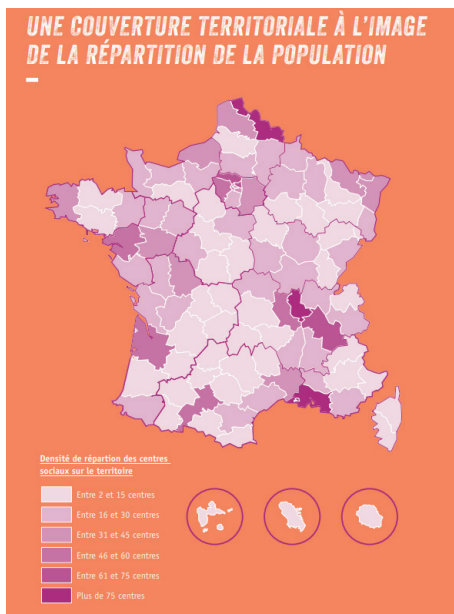 UNE COUVERTURE TERRITORIALE À L'IMAGE
DE LA RÉPARTITION DE LA POPULATION
Densité de répartion des centres
sociaux sur le territoire
Entre 2 et 15 centres
Entre 16 et 30 centres
Entre 31 et 45 centres
Entre 46 et 60 centres
Entre 61 et 75 centres
Plus de 75 centres